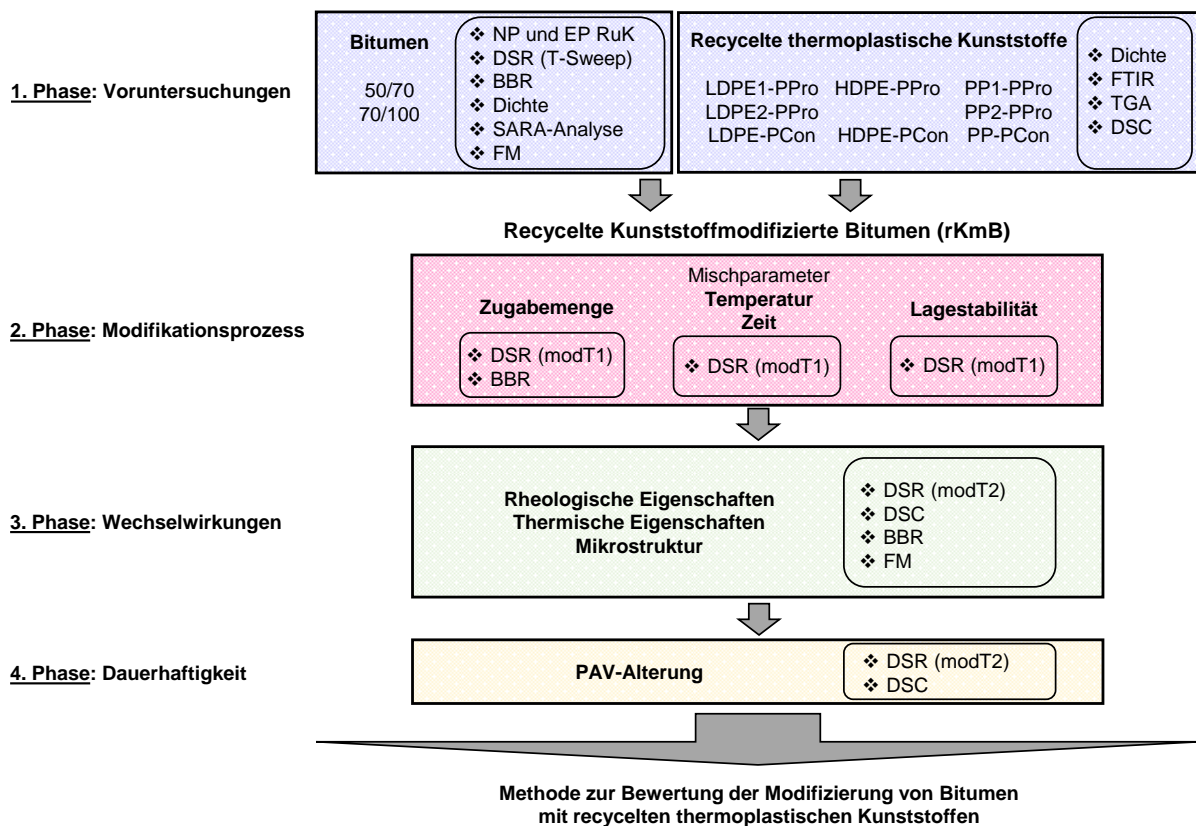 1. Phase: Voruntersuchungen
Bitumen
50/70
70/100
❖ NP und EP RuK
❖ DSR (T-Sweep)
❖ BBR
❖ Dichte
❖ SARA-Analyse
❖ FM
Recycelte thermoplastische Kunststoffe
LDPE1-PPro HDPE-PPro PP1-PPro
LDPE2-PPro PP2-PPro
LDPE-PCon HDPE-PCon PP-PCon
❖ Dichte
❖ FTIR
❖ TGA
❖ DSC
Recycelte Kunststoffmodifizierte Bitumen (rKmB)
2. Phase: Modifikationsprozess
Zugabemenge
❖ DSR (modT1)
❖ BBR
Mischparameter
Temperatur
Zeit
❖ DSR (modT1)
Lagestabilität
❖ DSR (modT1)
3. Phase: Wechselwirkungen
Rheologische Eigenschaften
Thermische Eigenschaften
Mikrostruktur
❖ DSR (modT2)
❖ DSC
❖ BBR
❖ FM
4. Phase: Dauerhaftigkeit
PAV-Alterung
❖ DSR (modT2)
❖ DSC
Methode zur Bewertung der Modifizierung von Bitumen
mit recycelten thermoplastischen Kunststoffen